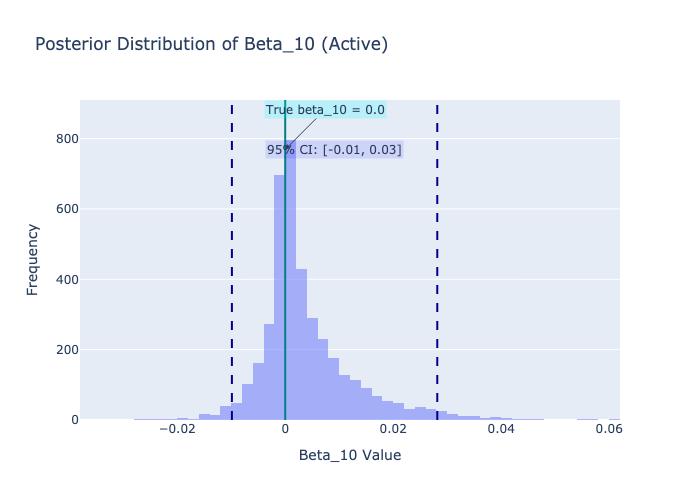 Posterior Distribution of Beta_10 (Active)
True beta_10 = 0.0
95% CI: [-0.01, 0.03]
800
600
400
200
0
Frequency
−0.02
0
0.02
0.04
0.06
Beta_10 Value